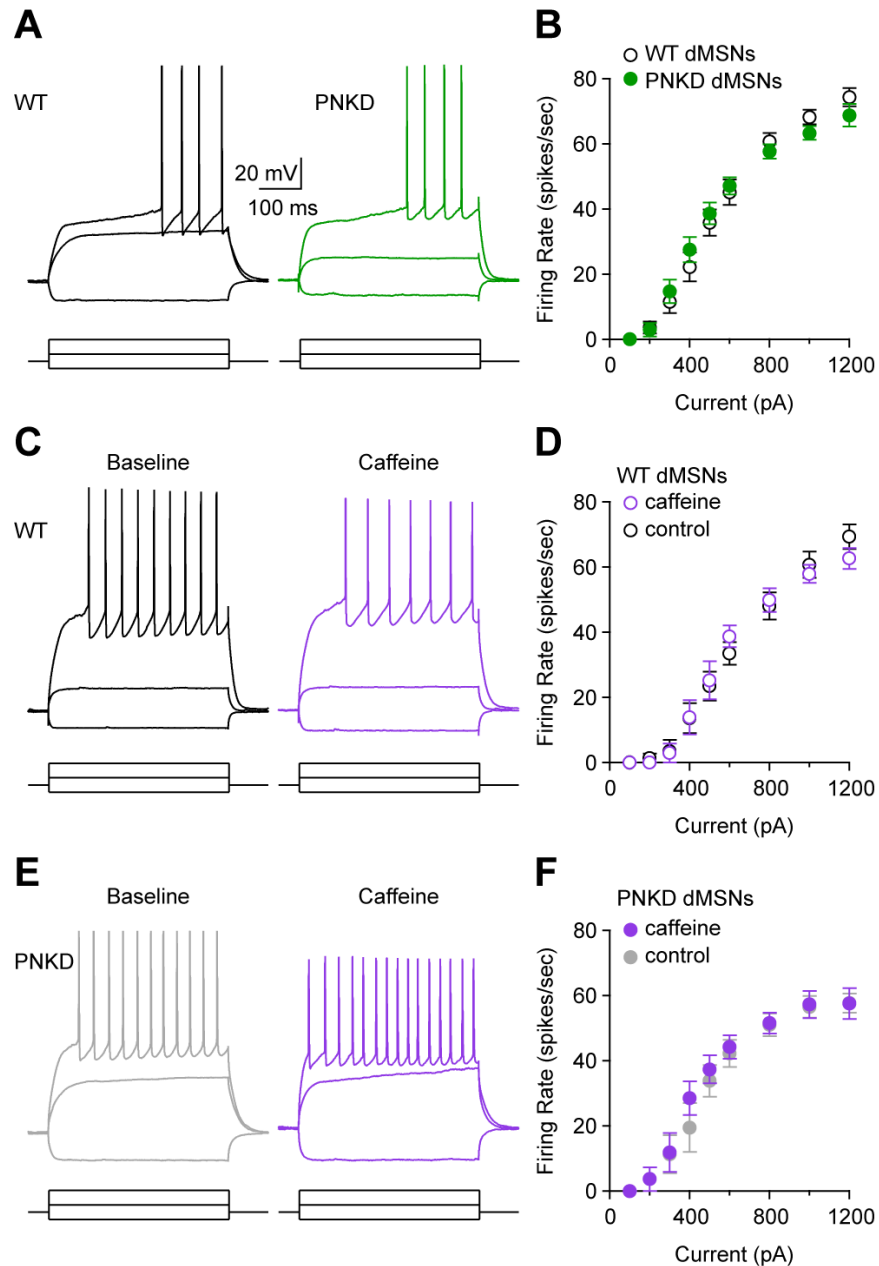 A
WT
PNKD
20 mV
100 ms
B
WT dMSNs
PNKD dMSNs
Firing Rate (spikes/sec)
80
60
40
20
0
0 400 800 1200
Current (pA)
C
Baseline
Caffeine
WT
D
WT dMSNs
caffeine
control
Firing Rate (spikes/sec)
80
60
40
20
0
0 400 800 1200
Current (pA)
E
Baseline
Caffeine
PNKD
F
PNKD dMSNs
caffeine
control
Firing Rate (spikes/sec)
80
60
40
20
0
0 400 800 1200
Current (pA)